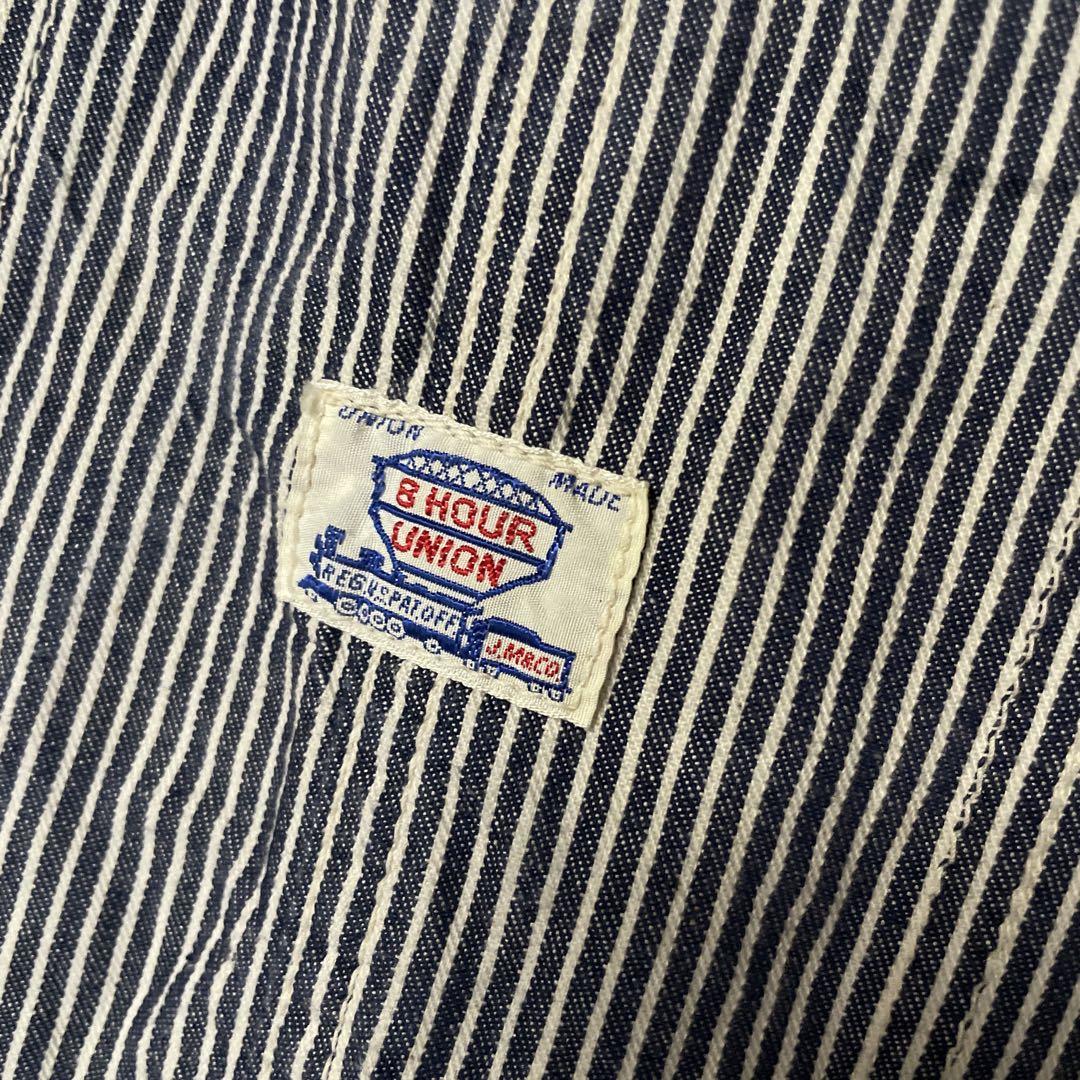 UNION MADE
8 HOUR
UNION
REG.U.S.PAT.OFF.
J.M&CO.